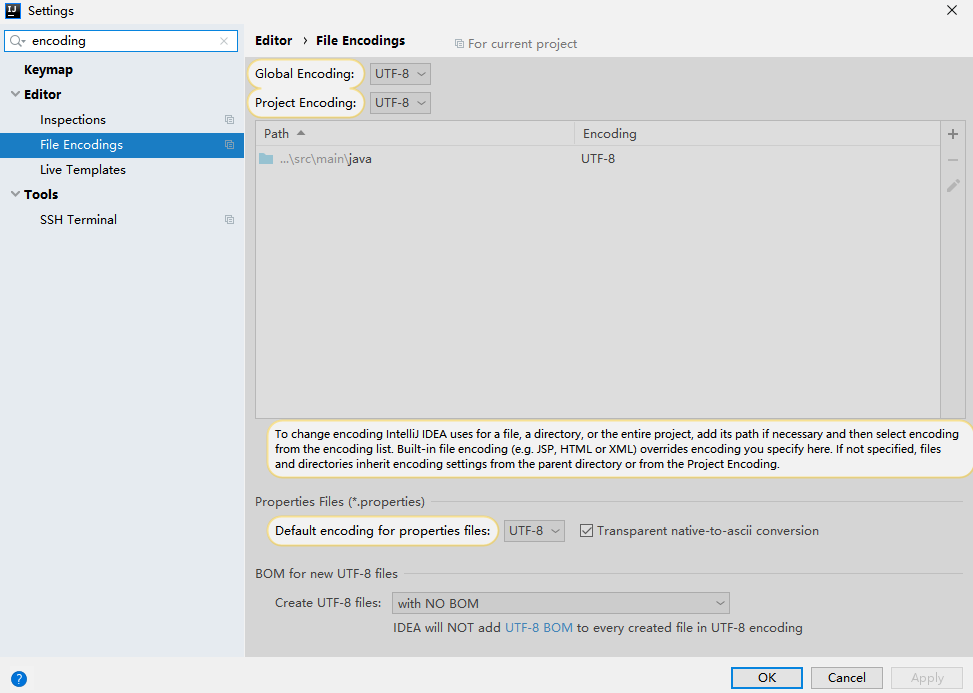 Settings
encoding
Keymap
Editor
Inspections
File Encodings
Live Templates
Tools
SSH Terminal
Editor › File Encodings
For current project
Global Encoding: UTF-8
Project Encoding: UTF-8
Path Encoding
...\src\main\java UTF-8
To change encoding IntelliJ IDEA uses for a file, a directory, or the entire project, add its path if necessary and then select encoding
from the encoding list. Built-in file encoding (e.g. JSP, HTML or XML) overrides encoding you specify here. If not specified, files
and directories inherit encoding settings from the parent directory or from the Project Encoding.
Properties Files (*.properties)
Default encoding for properties files: UTF-8 Transparent native-to-ascii conversion
BOM for new UTF-8 files
Create UTF-8 files: with NO BOM
IDEA will NOT add UTF-8 BOM to every created file in UTF-8 encoding
? OK Cancel Apply